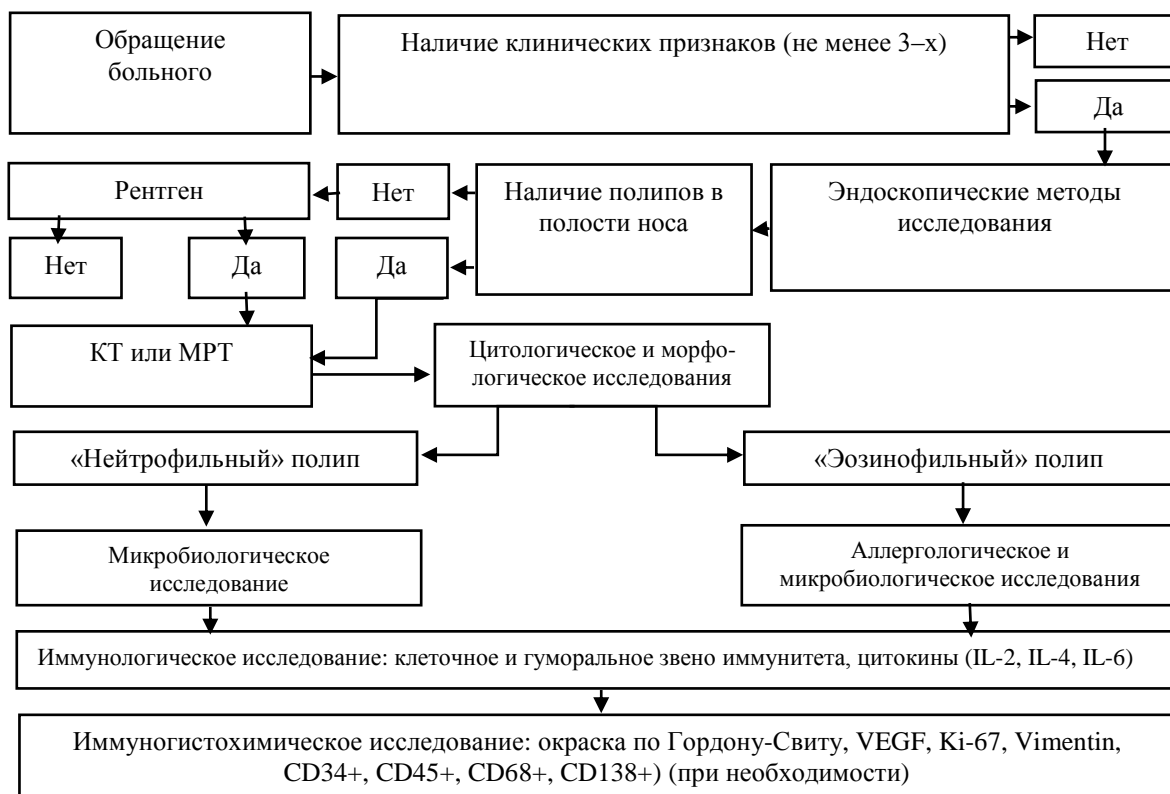 Обращение
больного
Наличие клинических признаков (не менее 3–х)
Нет
Да
Рентген
Нет
Наличие полипов в
полости носа
Эндоскопические методы
исследования
Нет
Да
Да
КТ или МРТ
Цитологическое и морфо-
логическое исследования
«Нейтрофильный» полип
«Эозинофильный» полип
Микробиологическое
исследование
Аллергологическое и
микробиологическое исследования
Иммунологическое исследование: клеточное и гуморальное звено иммунитета, цитокины (IL-2, IL-4, IL-6)
Иммуногистохимическое исследование: окраска по Гордону-Свиту, VEGF, Ki-67, Vimentin,
CD34+, CD45+, CD68+, CD138+) (при необходимости)